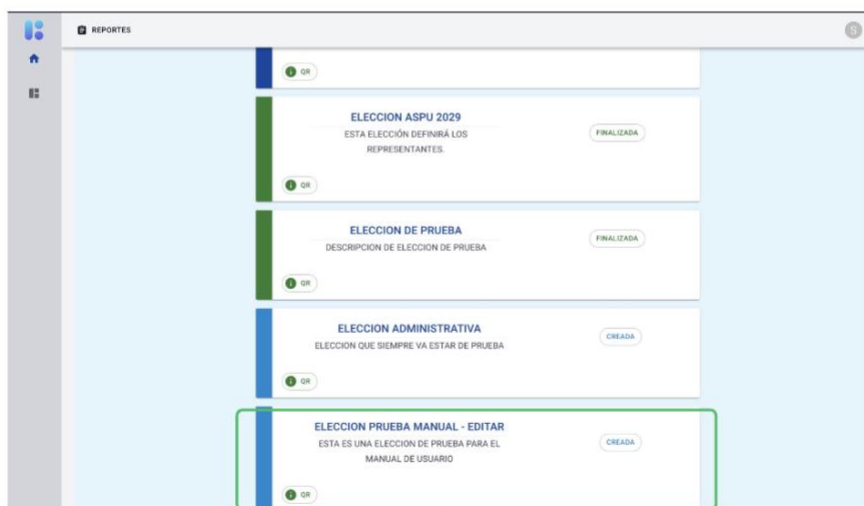 REPORTES
S
QR
ELECCION ASPU 2029
ESTA ELECCIÓN DEFINIRÁ LOS
REPRESENTANTES.
FINALIZADA
QR
ELECCION DE PRUEBA
DESCRIPCION DE ELECCION DE PRUEBA
FINALIZADA
QR
ELECCION ADMINISTRATIVA
ELECCION QUE SIEMPRE VA ESTAR DE PRUEBA
CREADA
QR
ELECCION PRUEBA MANUAL - EDITAR
ESTA ES UNA ELECCION DE PRUEBA PARA EL
MANUAL DE USUARIO
CREADA
QR